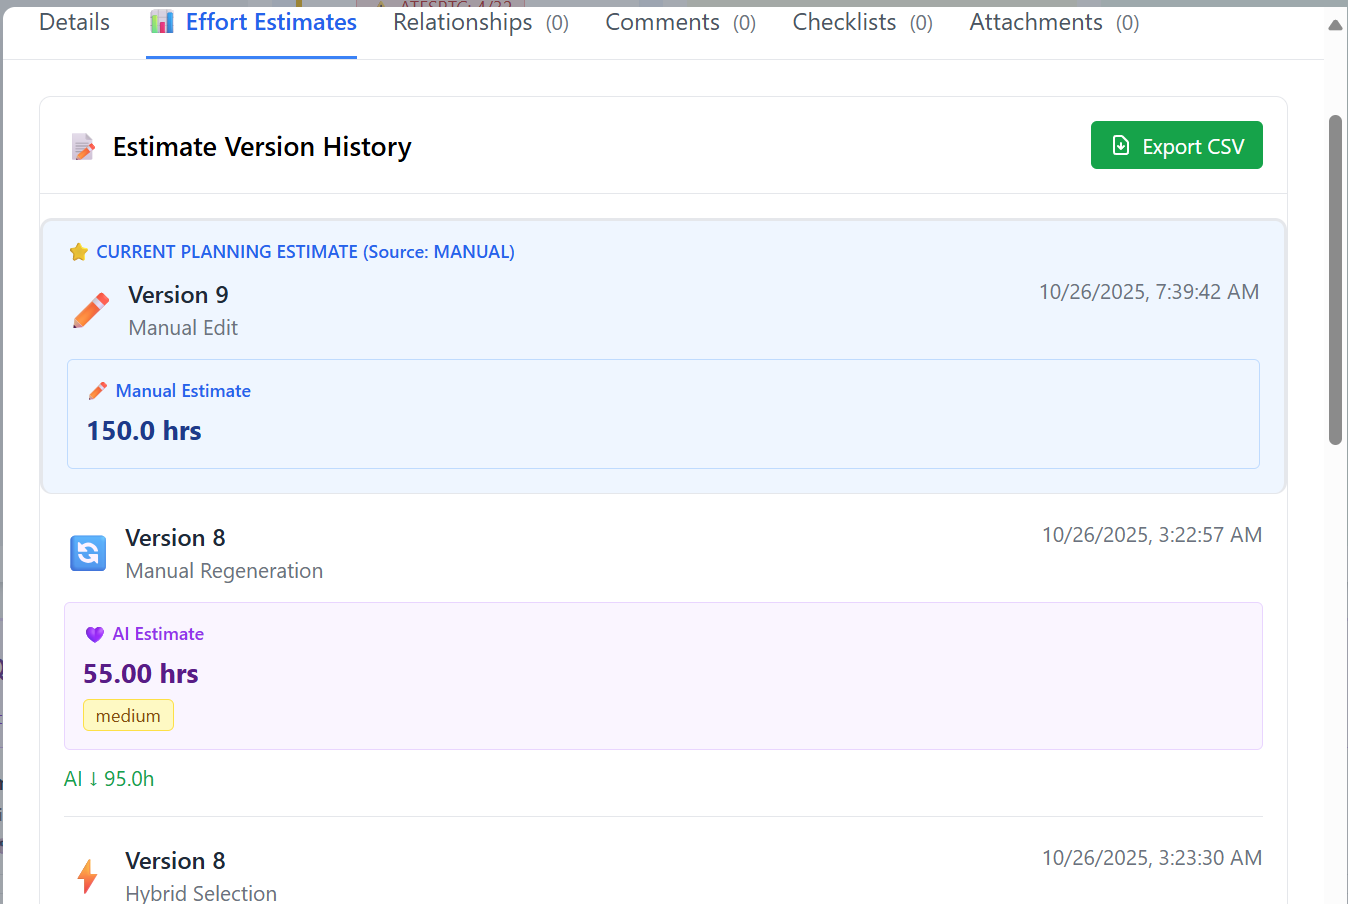 Details
Effort Estimates
Relationships (0)
Comments (0)
Checklists (0)
Attachments (0)
Estimate Version History
Export CSV
CURRENT PLANNING ESTIMATE (Source: MANUAL)
Version 9
10/26/2025, 7:39:42 AM
Manual Edit
Manual Estimate
150.0 hrs
Version 8
10/26/2025, 3:22:57 AM
Manual Regeneration
AI Estimate
55.00 hrs
medium
AI ↓ 95.0h
Version 8
10/26/2025, 3:23:30 AM
Hybrid Selection